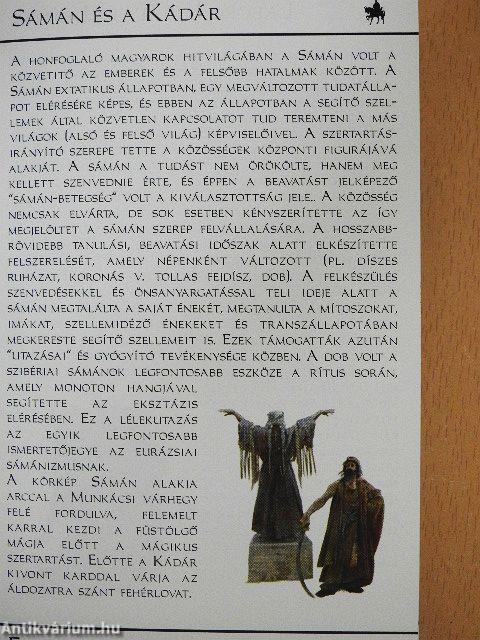 Sámán és a Kádár
A honfoglaló magyarok hitvilágában a Sámán volt a
közvetítő az emberek és a felsőbb hatalmak között. A
Sámán extatikus állapotban, egy megváltozott tudatálla-
pot elérésére képes, és ebben az állapotban a segítő szel-
lemek által közvetlen kapcsolatot tud teremteni a más
világok (alsó és felső világ) képviselőivel. A szertartás-
irányító szerepe tette a közösségek központi figurájává
alakját. A sámán a tudást nem örökölte, hanem meg
kellett szenvednie érte, és éppen a beavatást jelképező
"sámán-betegség" volt a kiválasztottság jele. A közösség
nemcsak elvárta, de sok esetben kényszerítette az így
megjelöltet a sámán szerep felvállalására. A hosszabb-
rövidebb tanulási, beavatási időszak alatt elkészítette
felszerelését, amely népenként változott (pl. díszes
ruházat, koronás v. tollas fejdísz, dob). A felkészülés
szenvedésekkel és önsanyargatással teli ideje alatt a
sámán megtalálta a saját énekét, megtanulta a mítoszokat,
imákat, szellemidéző énekeket és transzállapotában
megkereste segítő szellemeit is. Ezek támogatták azután
"utazásai" és gyógyító tevékenysége közben. A dob volt a
szibériai sámánok legfontosabb eszköze a rítus során,
amely monoton hangjával
segítette az eksztázis
elérésében. Ez a lélekutazás
az egyik legfontosabb
ismertetőjegye az eurázsiai
sámánizmusnak.
A körkép Sámán alakja
arccal a Munkácsi várhegy
felé fordulva, felemelt
karral kezdi a füstölgő
máglya előtt a mágikus
szertartást. Előtte a Kádár
kivont karddal várja az
áldozatra szánt fehérlovat.
Antikvárium.hu